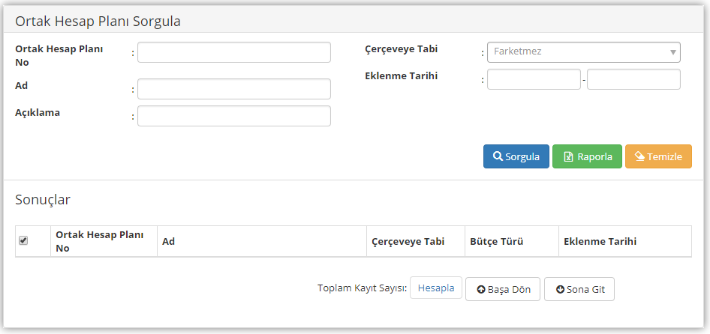 Ortak Hesap Planı Sorgula
Ortak Hesap Planı No :
Çerçeveye Tabi : Farketmez
Ad :
Eklenme Tarihi : -
Açıklama :
Sorgula Raporla Temizle
Sonuçlar
Ortak Hesap Planı No Ad Çerçeveye Tabi Bütçe Türü Eklenme Tarihi
Toplam Kayıt Sayısı: Hesapla Başa Dön Sona Git